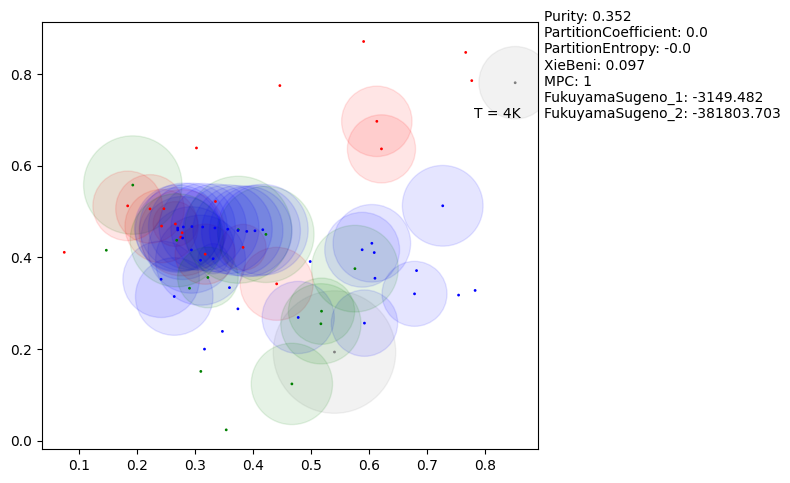 Purity: 0.352
PartitionCoefficient: 0.0
PartitionEntropy: -0.0
XieBeni: 0.097
MPC: 1
FukuyamaSugeno_1: -3149.482
FukuyamaSugeno_2: -381803.703
T = 4K
0.8
0.6
0.4
0.2
0.0
0.1 0.2 0.3 0.4 0.5 0.6 0.7 0.8